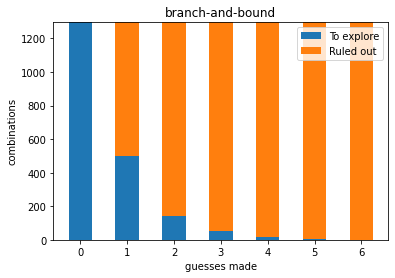 branch-and-bound
To explore
Ruled out
combinations
1200
1000
800
600
400
200
0
0 1 2 3 4 5 6
guesses made